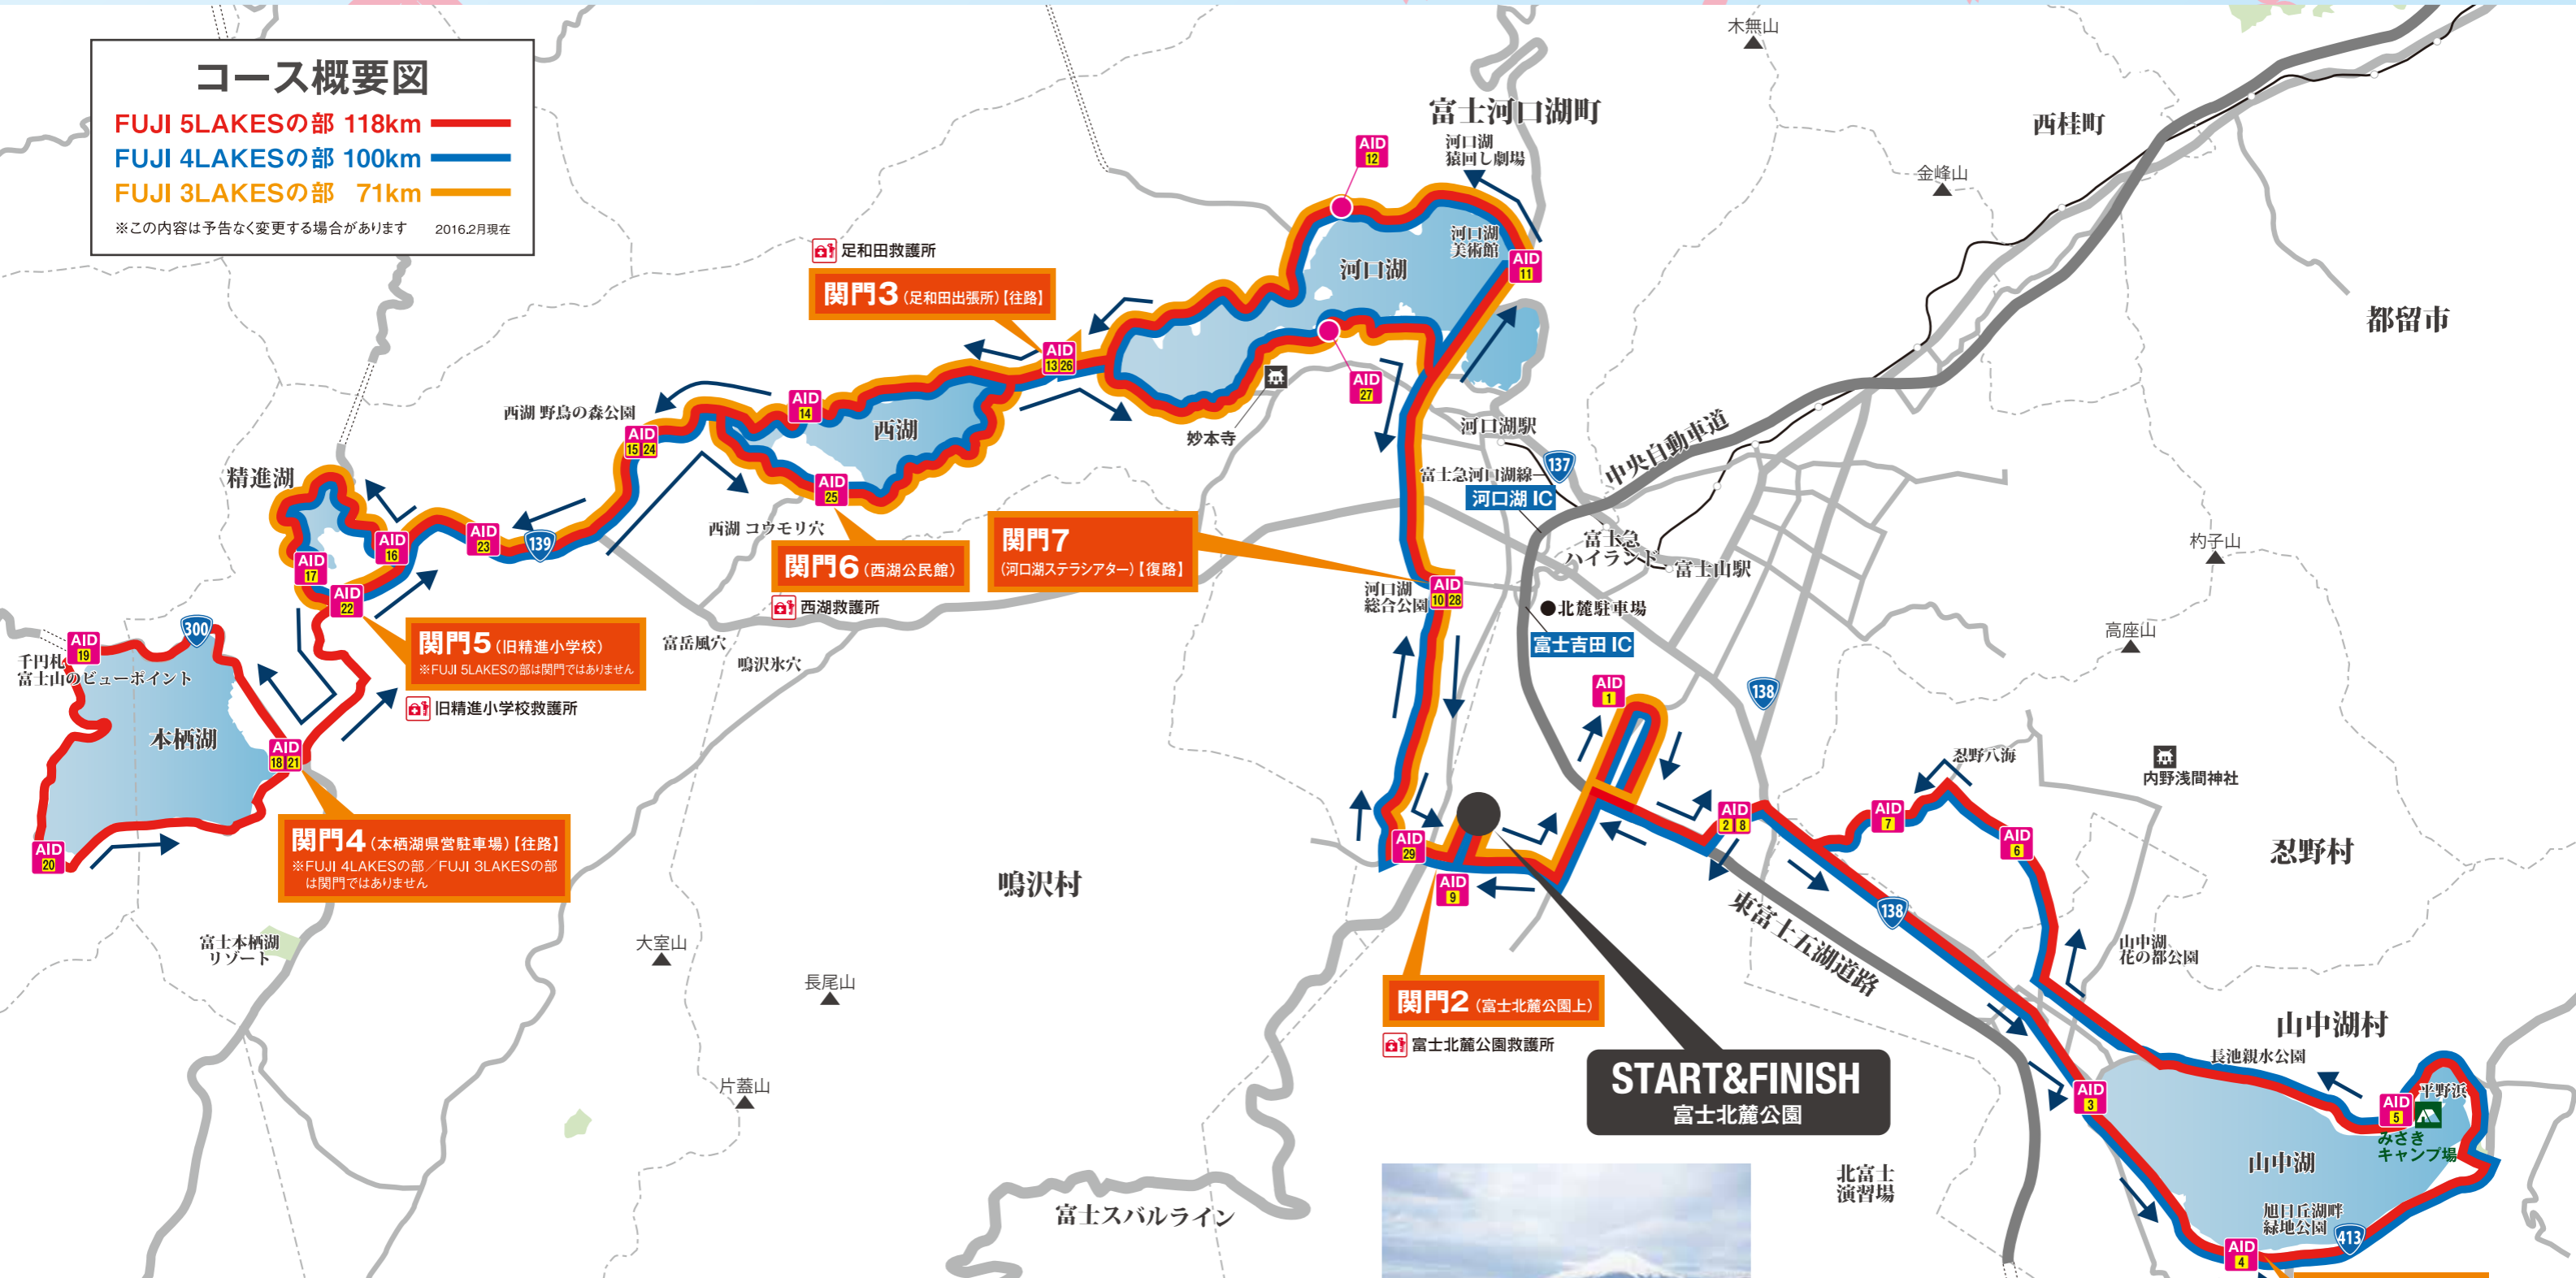 コース概要図
FUJI 5LAKESの部 118km
FUJI 4LAKESの部 100km
FUJI 3LAKESの部 71km
※この内容は予告なく変更する場合があります 2016.2月現在
木無山
富士河口湖町
西桂町
河口湖
猿回し劇場
AID
12
金峰山
足和田救護所
関門3(足和田出張所)【往路】
河口湖
河口湖
美術館
AID
11
都留市
AID
13 26
AID
27
妙本寺
西湖 野鳥の森公園
AID
14
AID
15 24
西湖
AID
25
河口湖駅
中央自動車道
137
富士急河口湖線
河口湖 IC
精進湖
AID
16
AID
23
139
AID
17
AID
22
西湖 コウモリ穴
関門6(西湖公民館)
西湖救護所
関門7
(河口湖ステラシアター)【復路】
河口湖
総合公園
AID
10 28
富士急
ハイランド
富士山駅
北麓駐車場
富士吉田 IC
杓子山
高座山
富岳風穴
鳴沢氷穴
関門5(旧精進小学校)
※FUJI 5LAKESの部は関門ではありません
旧精進小学校救護所
300
AID
19
千円札
富士山のビューポイント
本栖湖
AID
18 21
AID
20
関門4(本栖湖県営駐車場)【往路】
※FUJI 4LAKESの部/FUJI 3LAKESの部
は関門ではありません
AID
1
138
忍野八海
内野浅間神社
AID
2 8
AID
7
AID
6
忍野村
AID
29
AID
9
鳴沢村
138
東富士五湖道路
山中湖
花の都公園
富士本栖湖
リゾート
大室山
長尾山
片蓋山
関門2(富士北麓公園上)
富士北麓公園救護所
START&FINISH
富士北麓公園
山中湖村
長池親水公園
AID
3
平野浜
AID
5
みさき
キャンプ場
山中湖
北富士
演習場
旭日丘湖畔
緑地公園
413
AID
4
富士スバルライン